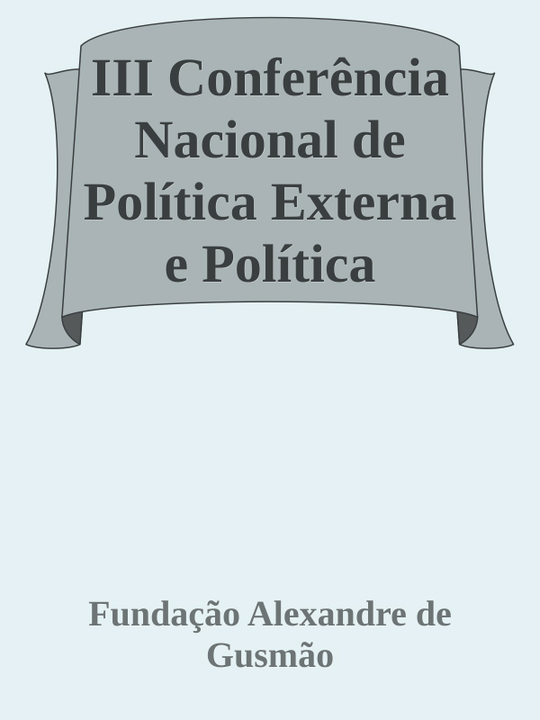 III Conferência
Nacional de
Política Externa
e Política
Fundação Alexandre de
Gusmão